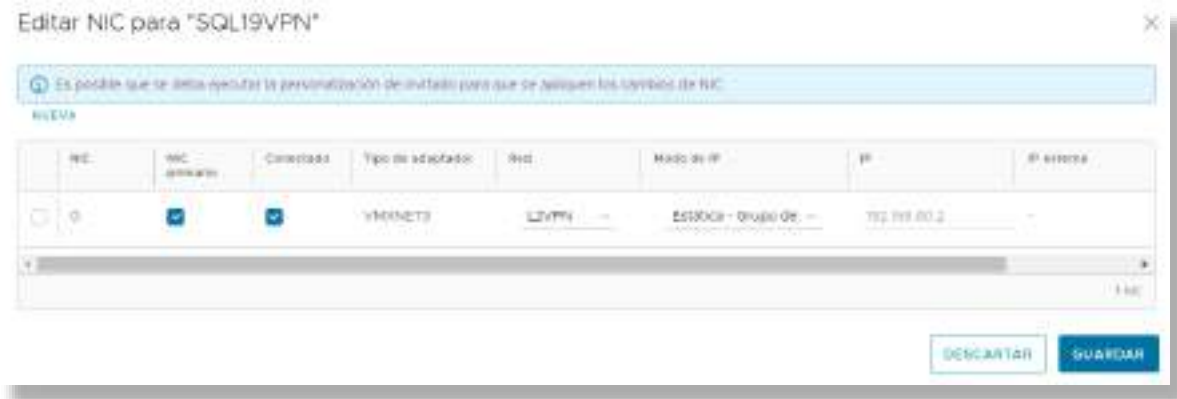 Editar NIC para "SQL19VPN"
Es posible que se deba ejecutar la personalización de invitado para que se apliquen los cambios de NIC.
NUEVA
NIC NIC primario Conectado Tipo de adaptador Red Modo de IP IP IP externa
0 VMXNET3 L2VPN Estática - Grupo de -
1 NIC
DESCARTAR GUARDAR